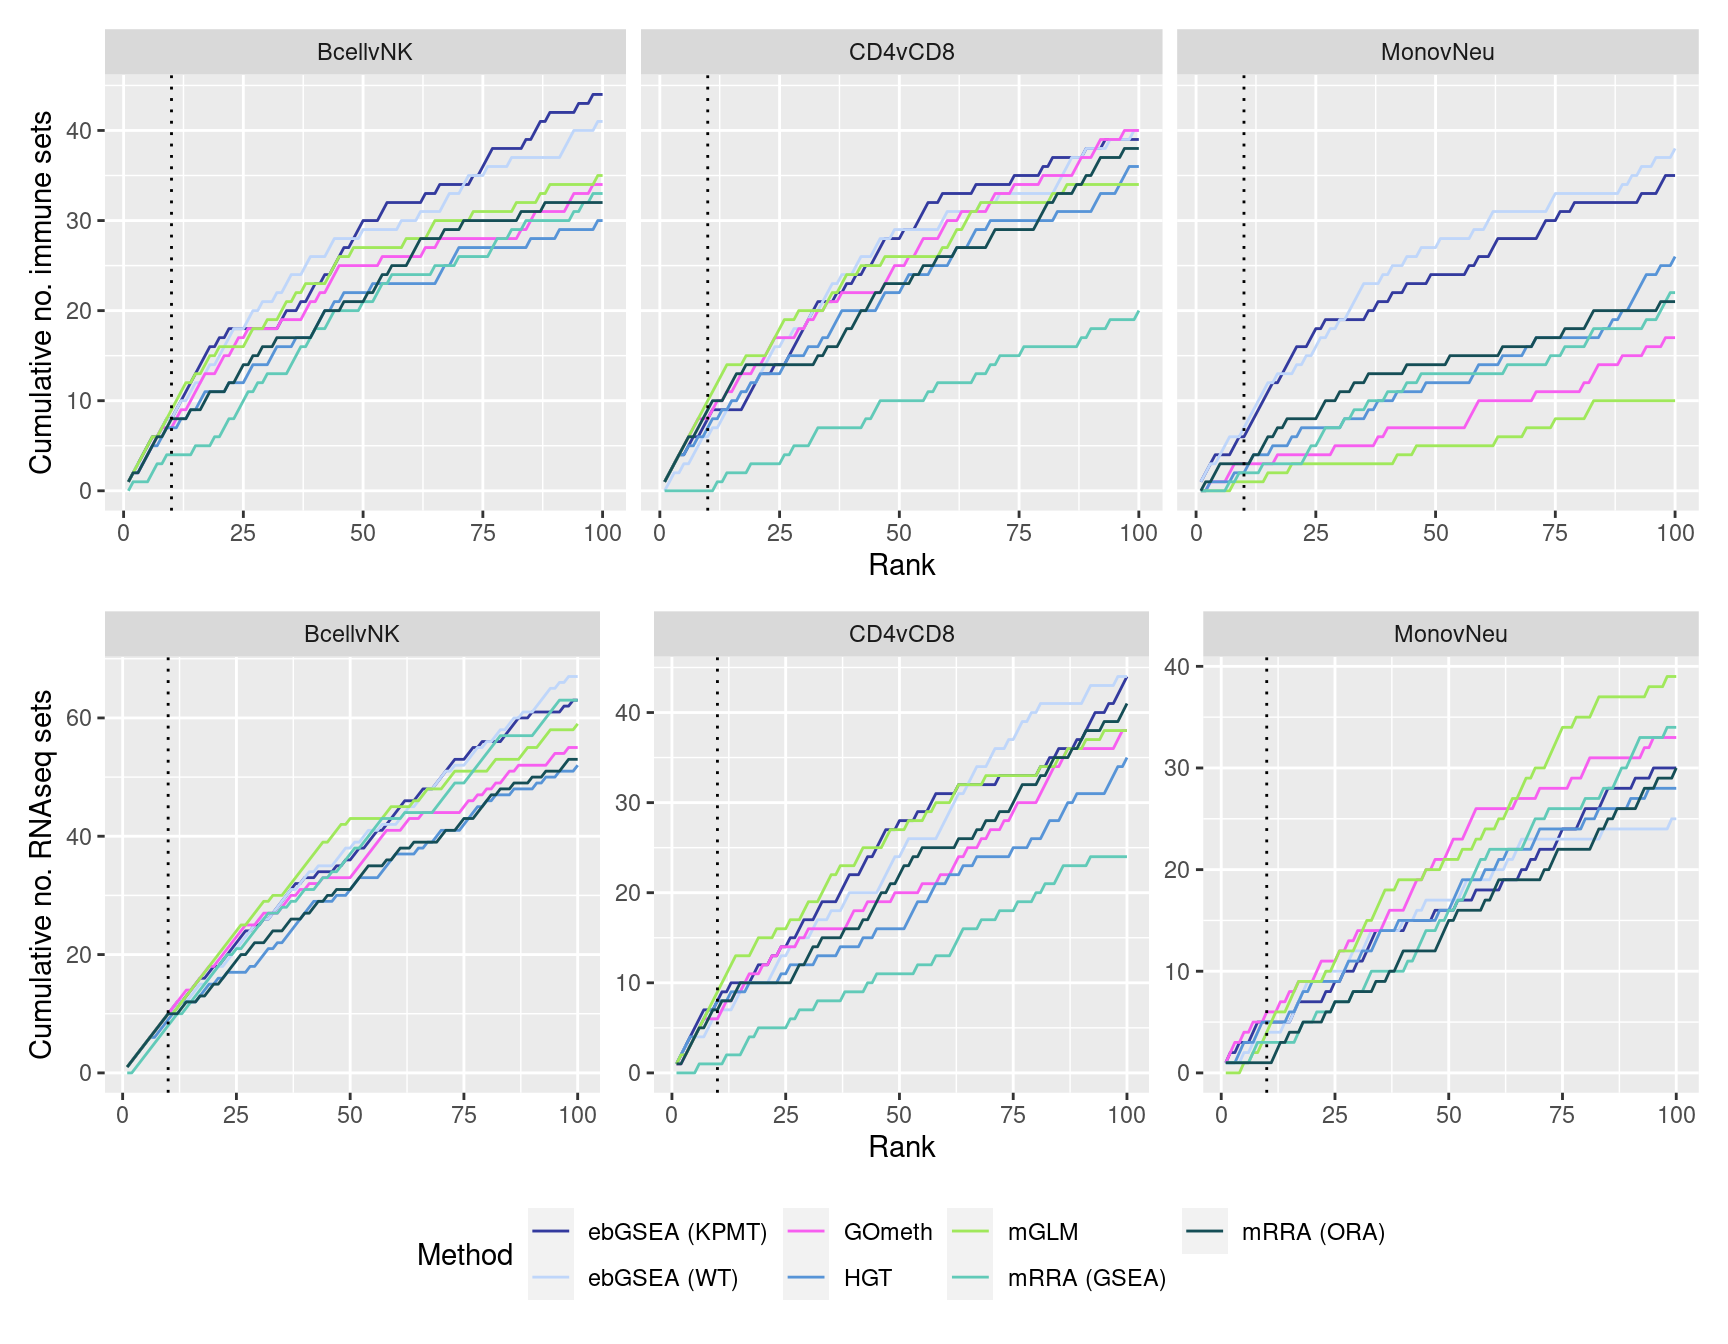 BcellvNK CD4vCD8 MonovNeu
Cumulative no. immune sets
40
30
20
10
0
0 25 50 75 100 0 25 50 75 100 0 25 50 75 100
Rank
BcellvNK CD4vCD8 MonovNeu
Cumulative no. RNAseq sets
60
40
20
0
40
30
20
10
0
40
30
20
10
0
0 25 50 75 100 0 25 50 75 100 0 25 50 75 100
Rank
Method
ebGSEA (KPMT) GOmeth mGLM mRRA (ORA)
ebGSEA (WT) HGT mRRA (GSEA)